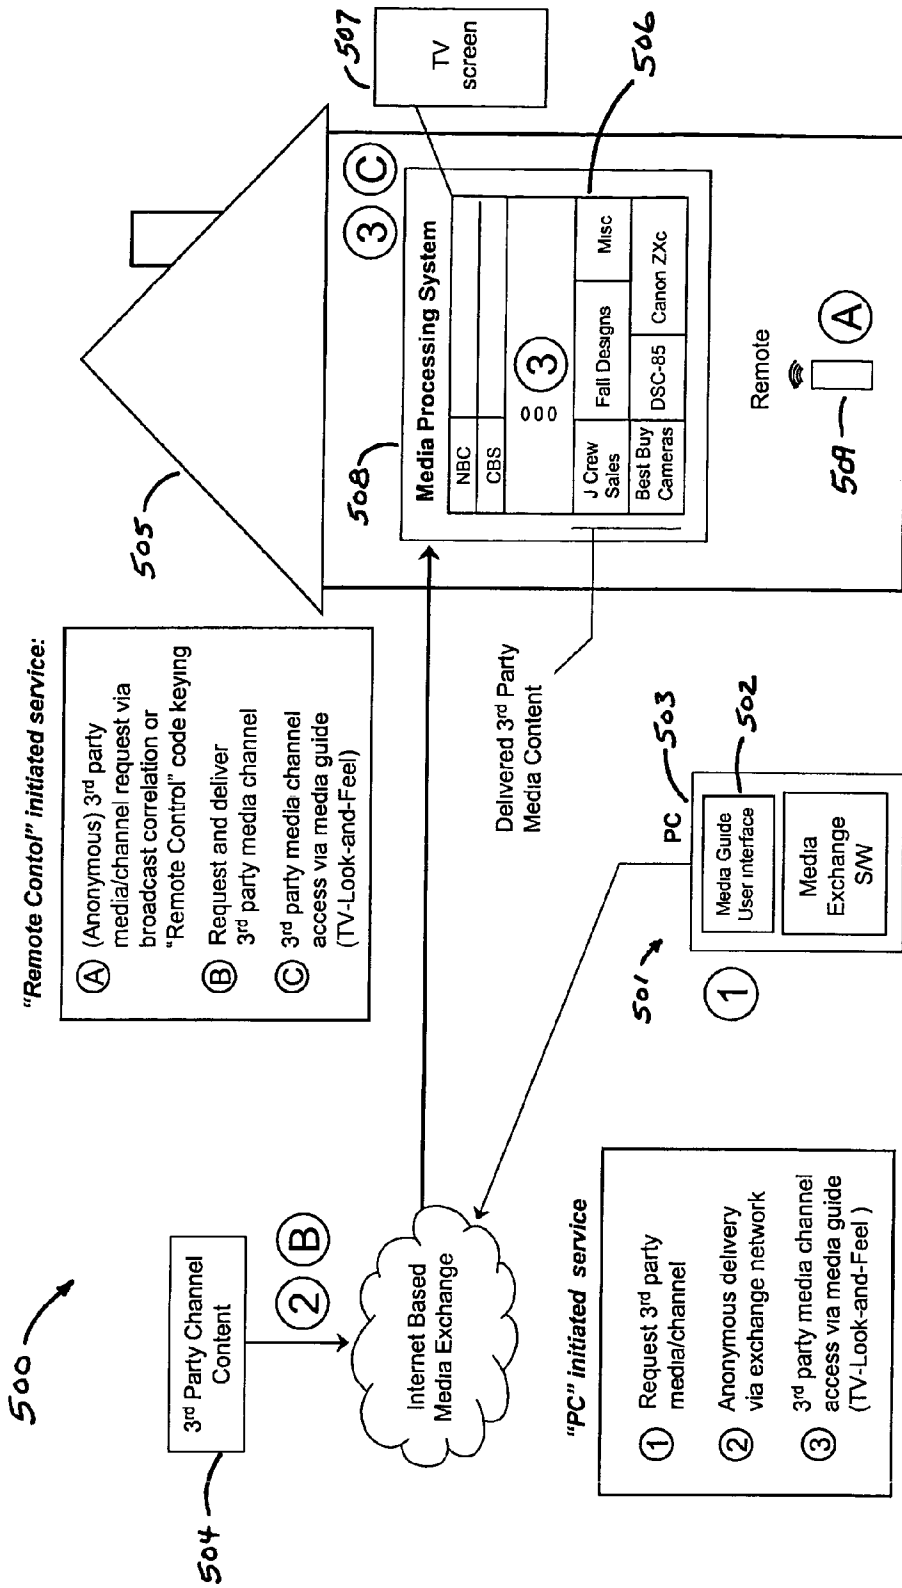 500
504
3rd Party Channel
Content
2 B
Internet Based
Media Exchange
"PC" initiated service
1 Request 3rd party
media/channel
2 Anonymous delivery
via exchange network
3 3rd party media channel
access via media guide
(TV-Look-and-Feel )
"Remote Contol" initiated service:
A (Anonymous) 3rd party
media/channel request via
broadcast correlation or
"Remote Control" code keying
B Request and deliver
3rd party media channel
C 3rd party media channel
access via media guide
(TV-Look-and-Feel)
Delivered 3rd Party
Media Content
501
1
PC
503
502
Media Guide
User interface
Media
Exchange
S/W
505
3 C
508
Media Processing System
NBC
CBS
000
3
J Crew
Sales
Fall Designs
Misc
Best Buy
Cameras
DSC-85
Canon ZXc
506
507
TV
screen
Remote
A
509